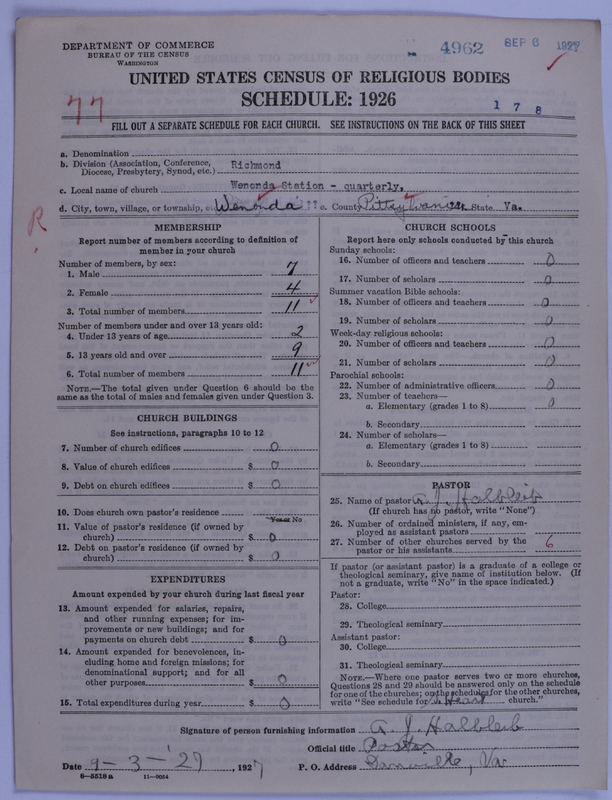 DEPARTMENT OF COMMERCE
BUREAU OF THE CENSUS
WASHINGTON
4962 SEP 6 1927
UNITED STATES CENSUS OF RELIGIOUS BODIES
77 SCHEDULE: 1926
1 7 8
FILL OUT A SEPARATE SCHEDULE FOR EACH CHURCH. SEE INSTRUCTIONS ON THE BACK OF THIS SHEET
a. Denomination
b. Division (Association, Conference, Diocese, Presbytery, Synod, etc.) Richmond
c. Local name of church Wenonda Station - quarterly,
d. City, town, village, or township, Wenonda e. County Pittsylvania State Va.
R
MEMBERSHIP
Report number of members according to definition of
member in your church
Number of members, by sex:
1. Male 7
2. Female 4
3. Total number of members 11
Number of members under and over 13 years old:
4. Under 13 years of age 2
5. 13 years old and over 9
6. Total number of members 11
NOTE.—The total given under Question 6 should be the
same as the total of males and females given under Question 3.
CHURCH BUILDINGS
See instructions, paragraphs 10 to 12
7. Number of church edifices 0
8. Value of church edifices $ 0
9. Debt on church edifices $ 0
10. Does church own pastor's residence?
Yes or No
11. Value of pastor's residence (if owned by
church) $ 0
12. Debt on pastor's residence (if owned by
church) $ 0
EXPENDITURES
Amount expended by your church during last fiscal year
13. Amount expended for salaries, repairs,
and other running expenses; for im-
provements or new buildings; and for
payments on church debt $ 0
14. Amount expended for benevolences, in-
cluding home and foreign missions; for
denominational support; and for all
other purposes $ 0
15. Total expenditures during year $ 0
CHURCH SCHOOLS
Report here only schools conducted by this church
Sunday schools:
16. Number of officers and teachers 0
17. Number of scholars 0
Summer vacation Bible schools:
18. Number of officers and teachers 0
19. Number of scholars 0
Week-day religious schools:
20. Number of officers and teachers 0
21. Number of scholars 0
Parochial schools:
22. Number of administrative officers 0
23. Number of teachers—
a. Elementary (grades 1 to 8) 0
b. Secondary
24. Number of scholars—
a. Elementary (grades 1 to 8)
b. Secondary
PASTOR
25. Name of pastor A. J. Halbleib
(If church has no pastor, write "None")
26. Number of ordained ministers, if any, em-
ployed as assistant pastors
27. Number of other churches served by the
pastor or his assistants 6
If pastor (or assistant pastor) is a graduate of a college or
theological seminary, give name of institution below. (If
not a graduate, write "No" in the space indicated.)
Pastor:
28. College
29. Theological seminary
Assistant pastor:
30. College
31. Theological seminary
NOTE.—Where one pastor serves two or more churches,
Questions 28 and 29 should be answered only on the schedule
for one of the churches; on the schedules for the other churches,
write "See schedule for S. Heart church."
Signature of person furnishing information A. J. Halbleib
Official title Pastor
Date 9-3-'27, 1927 P. O. Address Danville, Va
8—5518a 11—9034